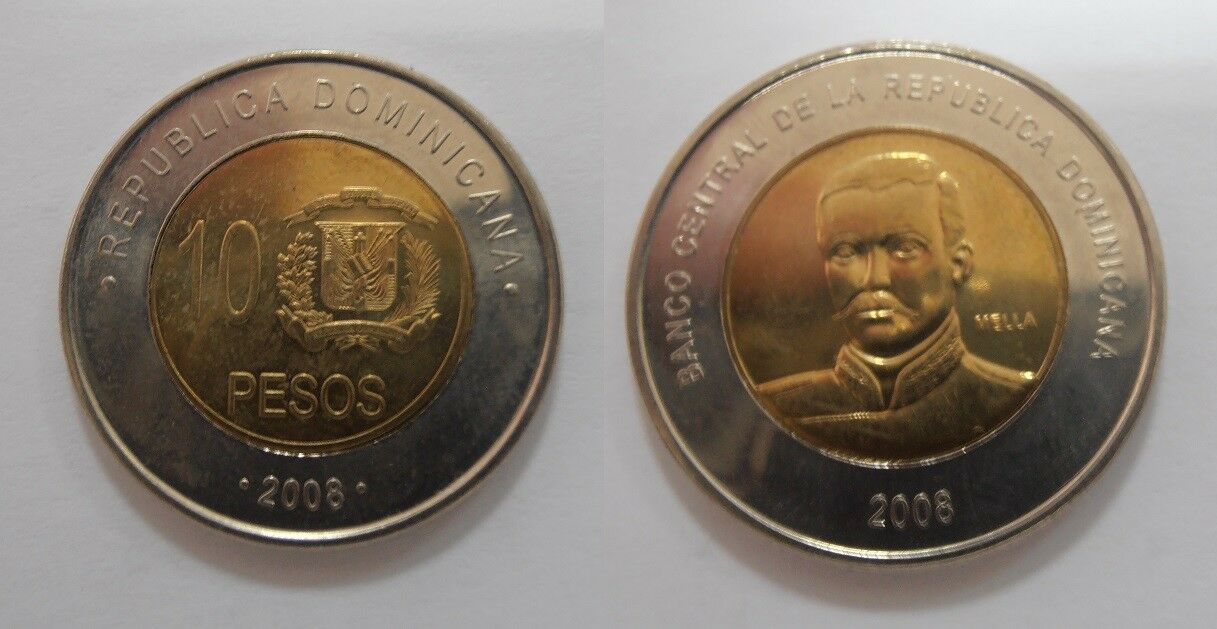 · REPUBLICA DOMINICANA ·
10
PESOS
· 2008 ·
BANCO CENTRAL DE LA REPUBLICA DOMINICANA
MELLA
2008